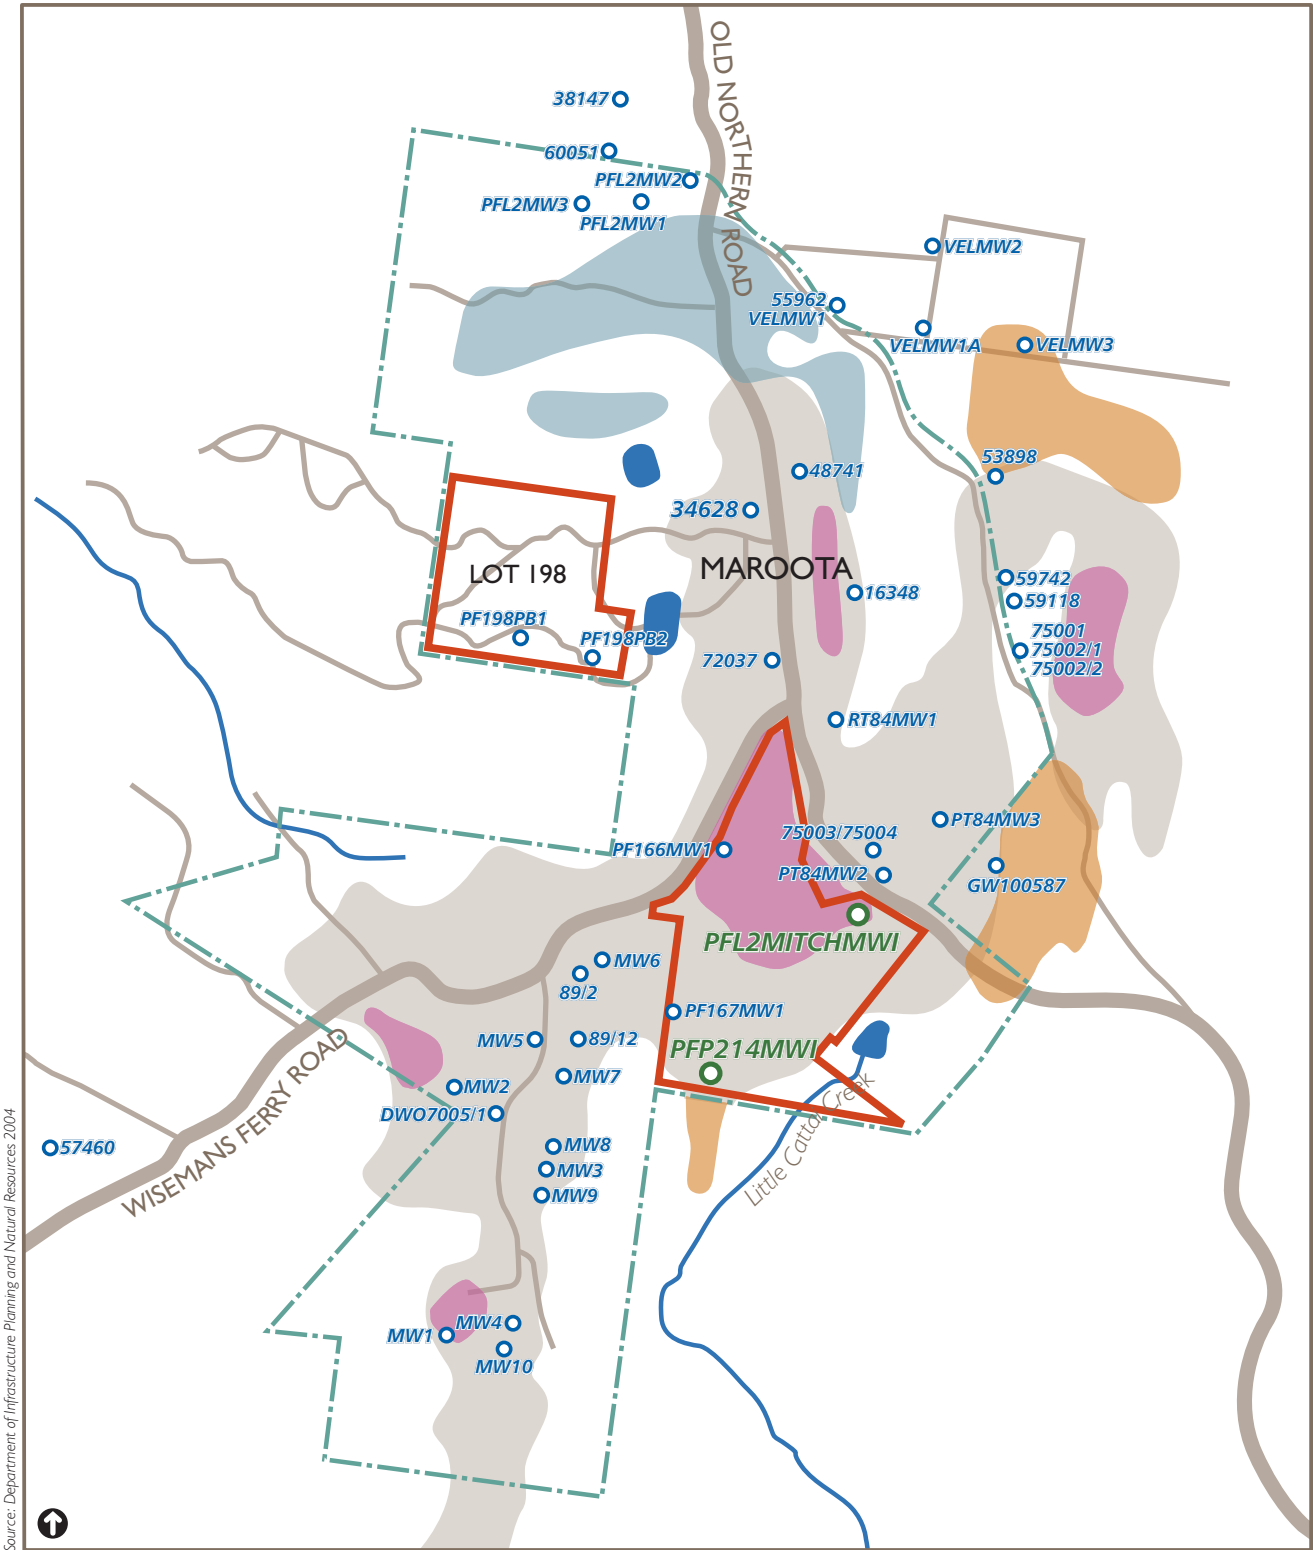 OLD NORTHERN ROAD
38147
60051
PFL2MW2
PFL2MW3
PFL2MW1
VELMW2
55962
VELMW1
VELMW1A
VELMW3
53898
48741
34628
MAROOTA
LOT 198
16348
59742
59118
PF198PB1
PF198PB2
75001
75002/1
75002/2
72037
RT84MW1
PT84MW3
75003/75004
PF166MW1
PT84MW2
GW100587
PFL2MITCHMWI
MW6
89/2
PF167MW1
MW5
89/12
PFP214MWI
MW7
MW2
DWO7005/1
WISEMANS FERRY ROAD
Little Cattai Creek
57460
MW8
MW3
MW9
MW4
MW1
MW10
Source: Department of Infrastructure Planning and Natural Resources 2004